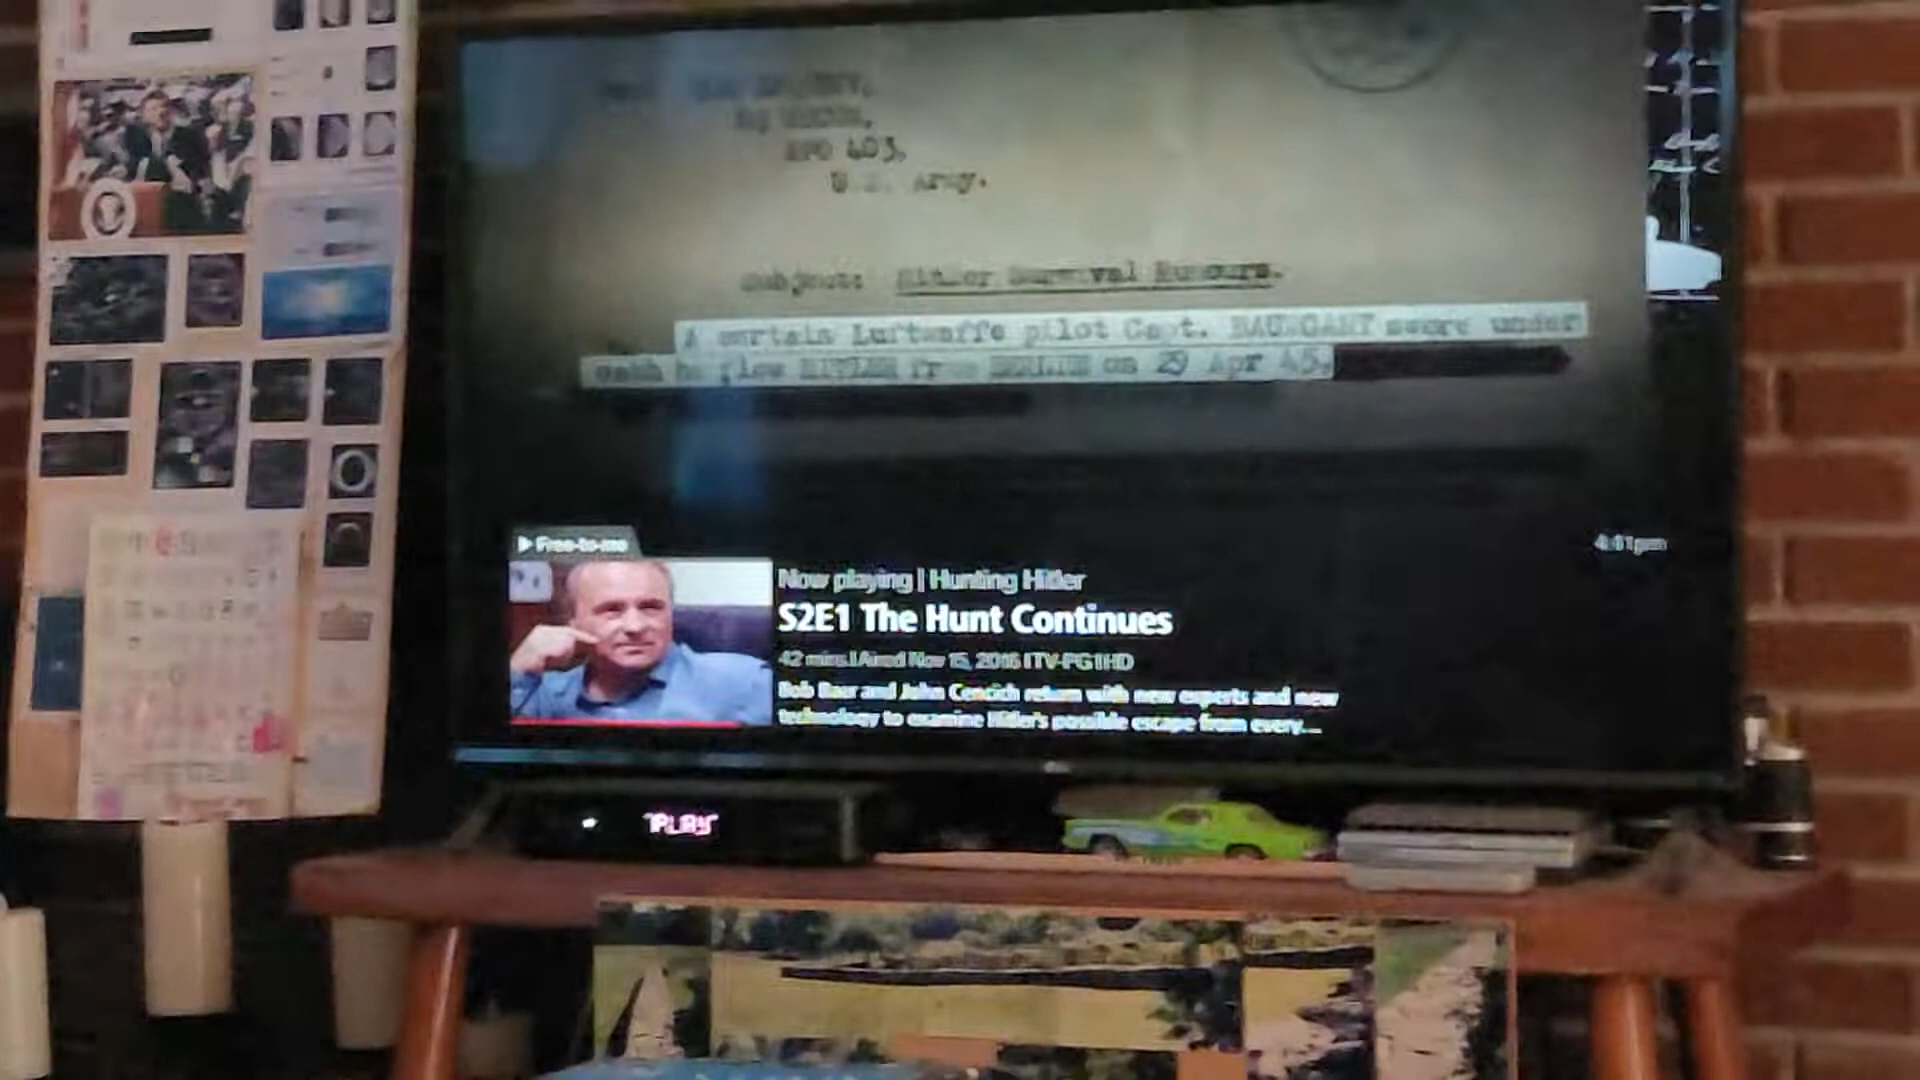 APO 403,
U.S. Army.
Subject: Hitler Survival Rumours.
A certain Luftwaffe pilot Capt. BAUMGART swore under
oath he flew HITLER from BERLIN on 29 Apr 45.
Free-to-me
4:41pm
Now playing | Hunting Hitler
S2E1 The Hunt Continues
42 mins | Aired Nov 15, 2016 | TV-PG | HD
Bob Baer and John Cencich return with new experts and new
technology to examine Hitler's possible escape from every...
PLAY